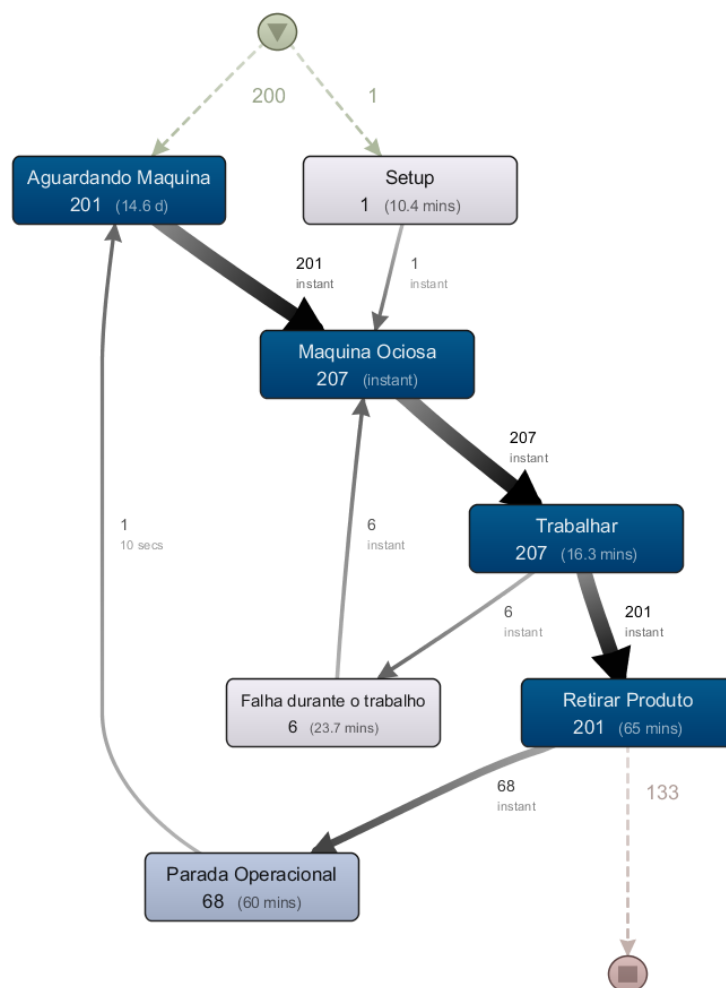 200
1
Aguardando Maquina
201 (14.6 d)
Setup
1 (10.4 mins)
201
instant
1
instant
Maquina Ociosa
207 (instant)
207
instant
1
10 secs
6
instant
Trabalhar
207 (16.3 mins)
6
instant
201
instant
Falha durante o trabalho
6 (23.7 mins)
Retirar Produto
201 (65 mins)
68
instant
133
Parada Operacional
68 (60 mins)